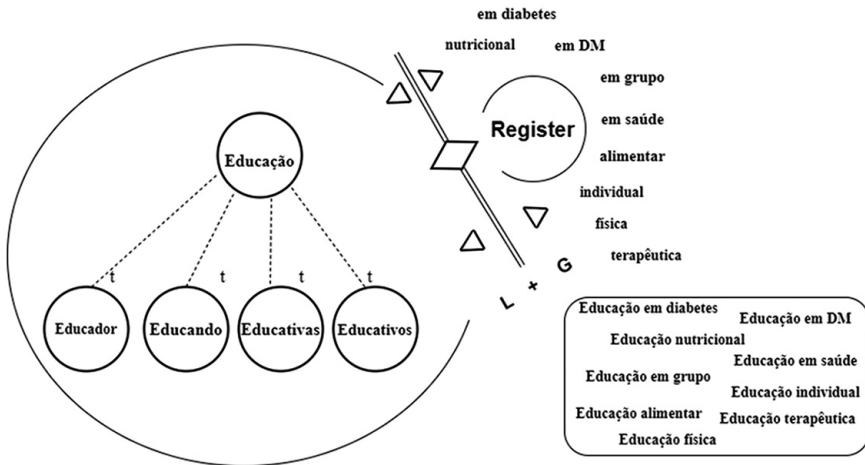 em diabetes
nutricional
em DM
em grupo
Register
em saúde
alimentar
individual
física
terapêutica
L + G
Educação
t
t
t
t
Educador
Educando
Educativas
Educativos
Educação em diabetes
Educação em DM
Educação nutricional
Educação em saúde
Educação em grupo
Educação individual
Educação alimentar
Educação terapêutica
Educação física